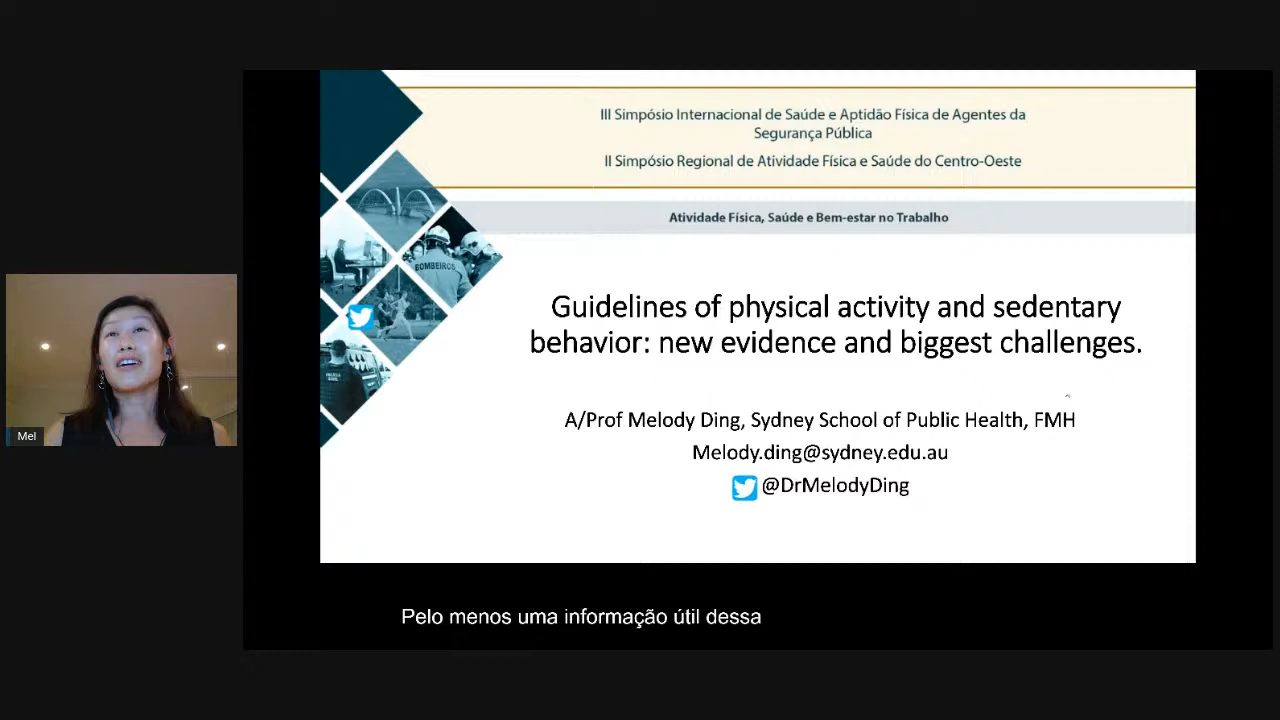 III Simpósio Internacional de Saúde e Aptidão Física de Agentes da
Segurança Pública
II Simpósio Regional de Atividade Física e Saúde do Centro-Oeste
Atividade Física, Saúde e Bem-estar no Trabalho
BOMBEIROS
Guidelines of physical activity and sedentary
behavior: new evidence and biggest challenges.
A/Prof Melody Ding, Sydney School of Public Health, FMH
Melody.ding@sydney.edu.au
@DrMelodyDing
Mel
Pelo menos uma informação útil dessa